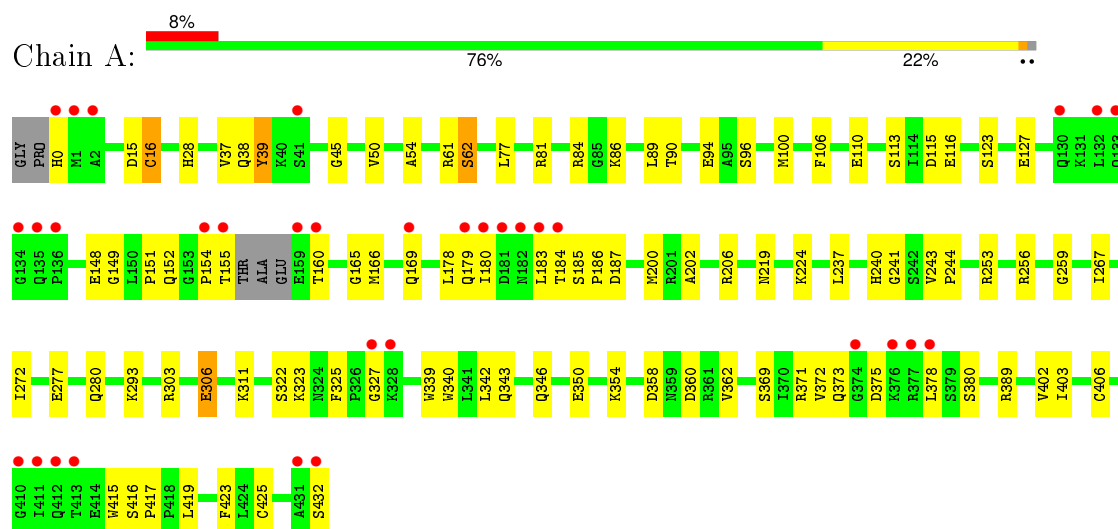 8%
Chain A:
76% 22% ••
GLY PRO H0 M1 A2 D15 C16 H28 V37 Q38 Y39 K40 S41 G45 V50 A54 R61 S62 L77 R81 R84 G85 K86 L89 T90 E94 A95 S96 M100 F106 E110 S113 I114 D115 E116 S123 E127 Q130 K131 L132 Q133
G134 Q135 P136 E148 G149 L150 P151 Q152 G153 P154 T155 THR ALA GLU E159 T160 G165 M166 Q169 L178 Q179 I180 D181 N182 L183 T184 S185 P186 D187 M200 R201 A202 R206 N219 K224 L237 H240 G241 S242 V243 P244 R253 R256 G259 I267
I272 E277 Q280 K293 R303 E306 K311 S322 K323 N324 F325 P326 G327 K328 W339 W340 L341 L342 Q343 Q346 E350 K354 D358 N359 D360 R361 V362 S369 I370 R371 V372 Q373 G374 D375 K376 R377 L378 S379 S380 R389 V402 I403 C406
G410 I411 Q412 T413 E414 W415 S416 P417 P418 L419 F423 L424 C425 A431 S432